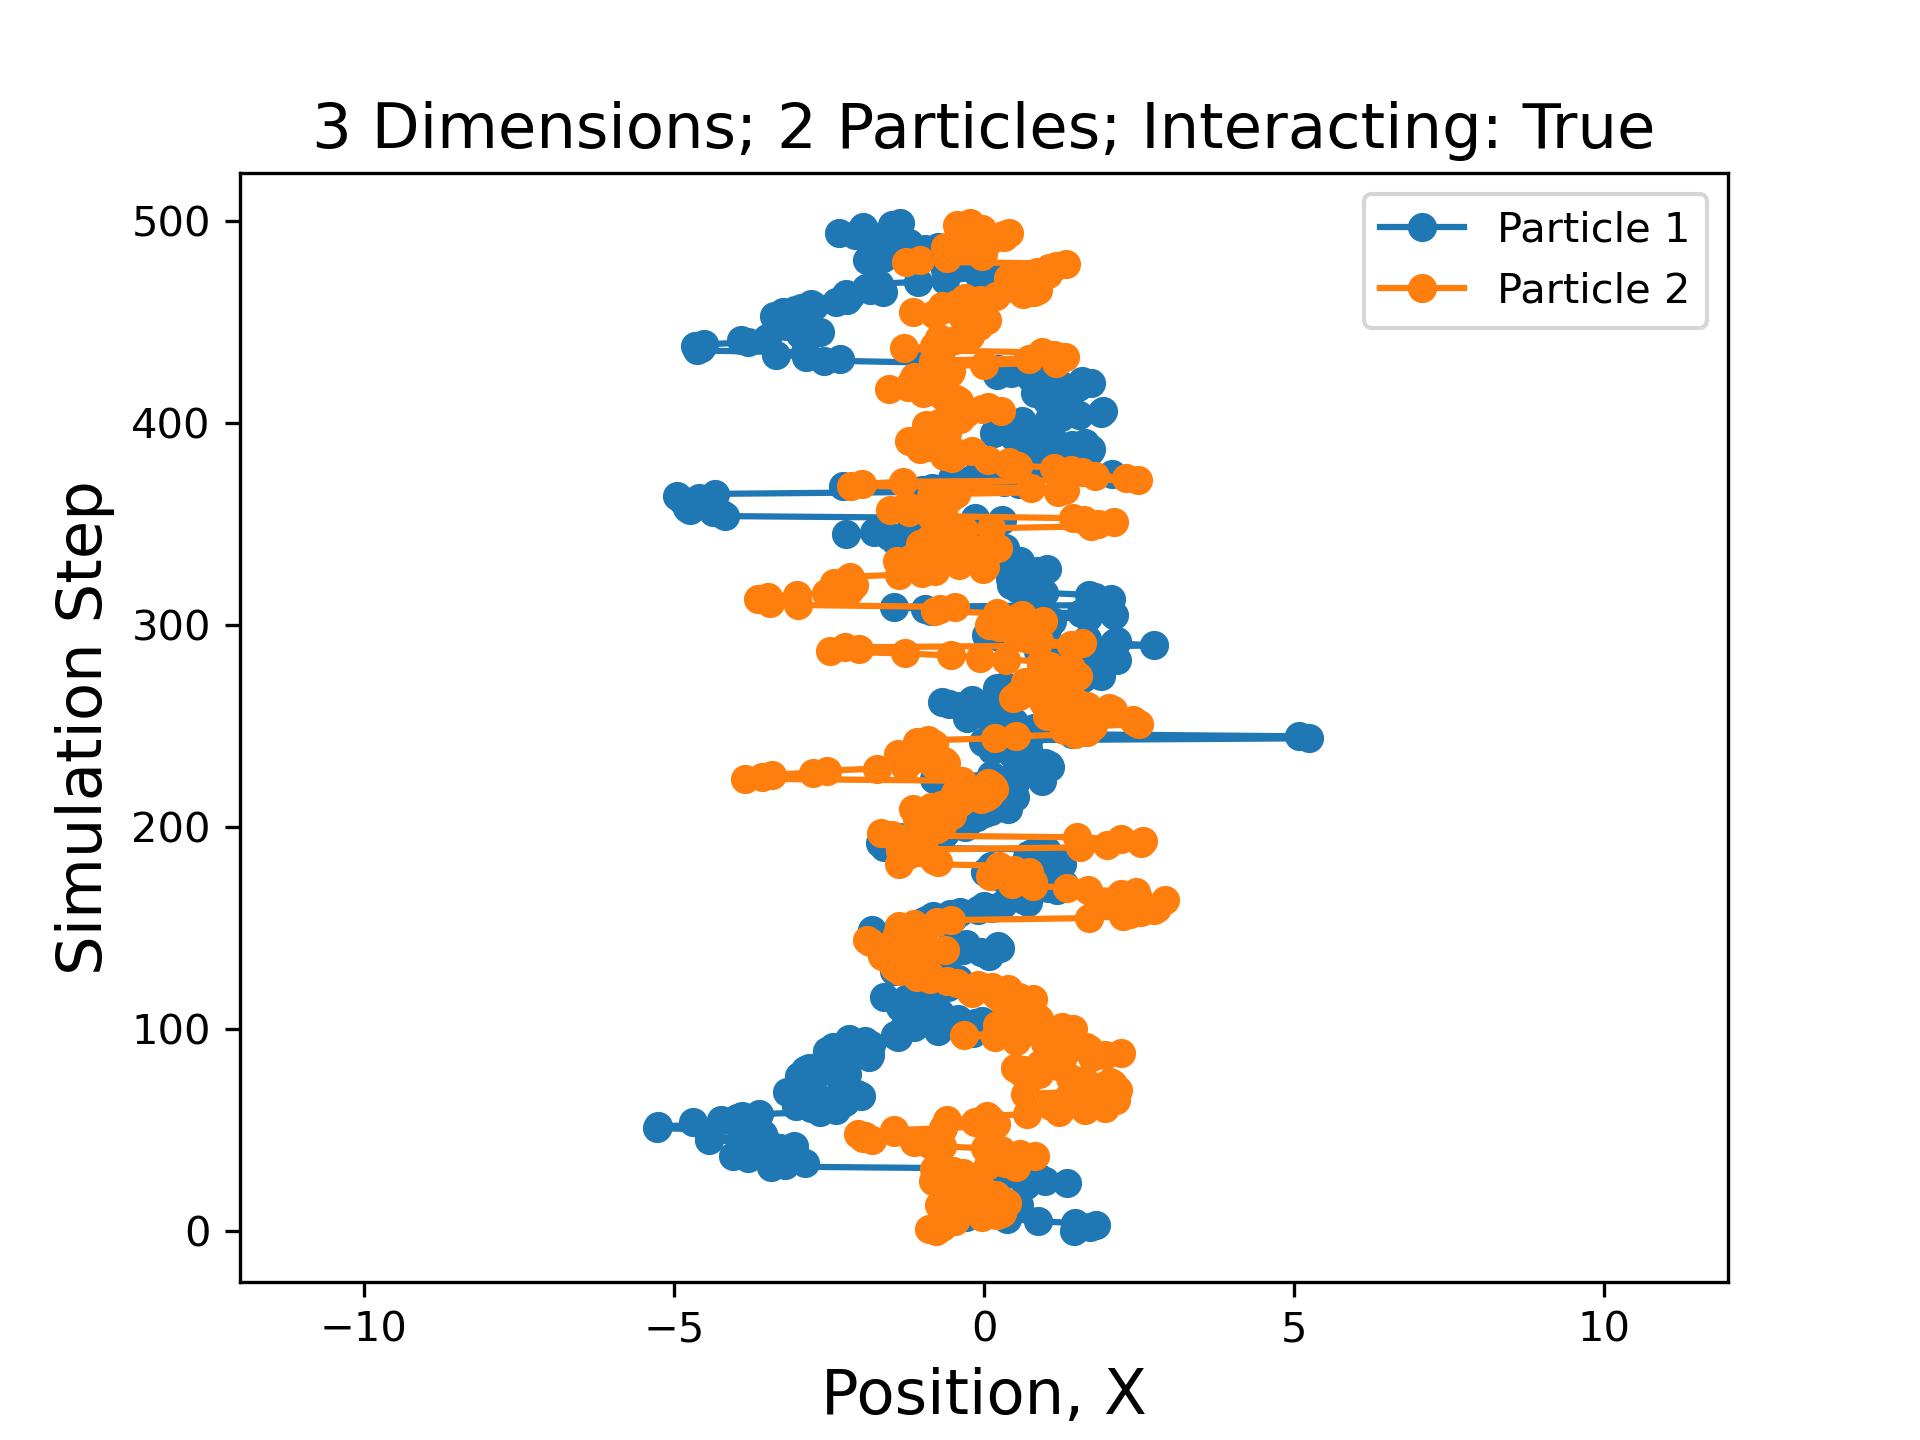 3 Dimensions; 2 Particles; Interacting: True
Particle 1
Particle 2
Simulation Step
500
400
300
200
100
0
−10
−5
0
5
10
Position, X